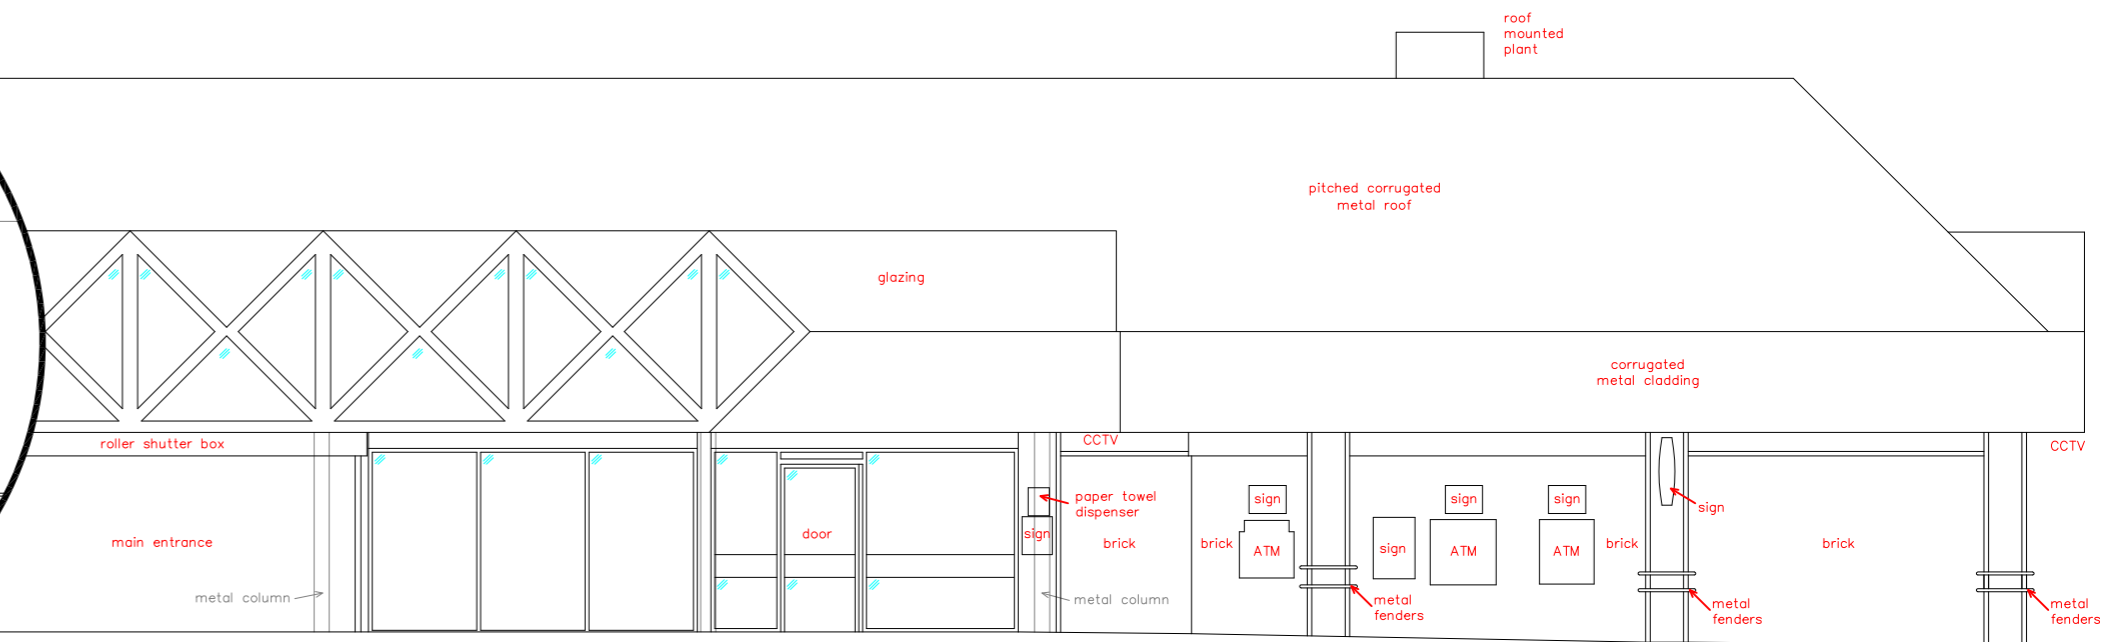 roof
mounted
plant
pitched corrugated
metal roof
glazing
corrugated
metal cladding
roller shutter box
CCTV
CCTV
paper towel
dispenser
sign
sign
sign
sign
door
sign
main entrance
brick
brick
ATM
sign
ATM
ATM
brick
brick
metal column
metal column
metal
fenders
metal
fenders
metal
fenders